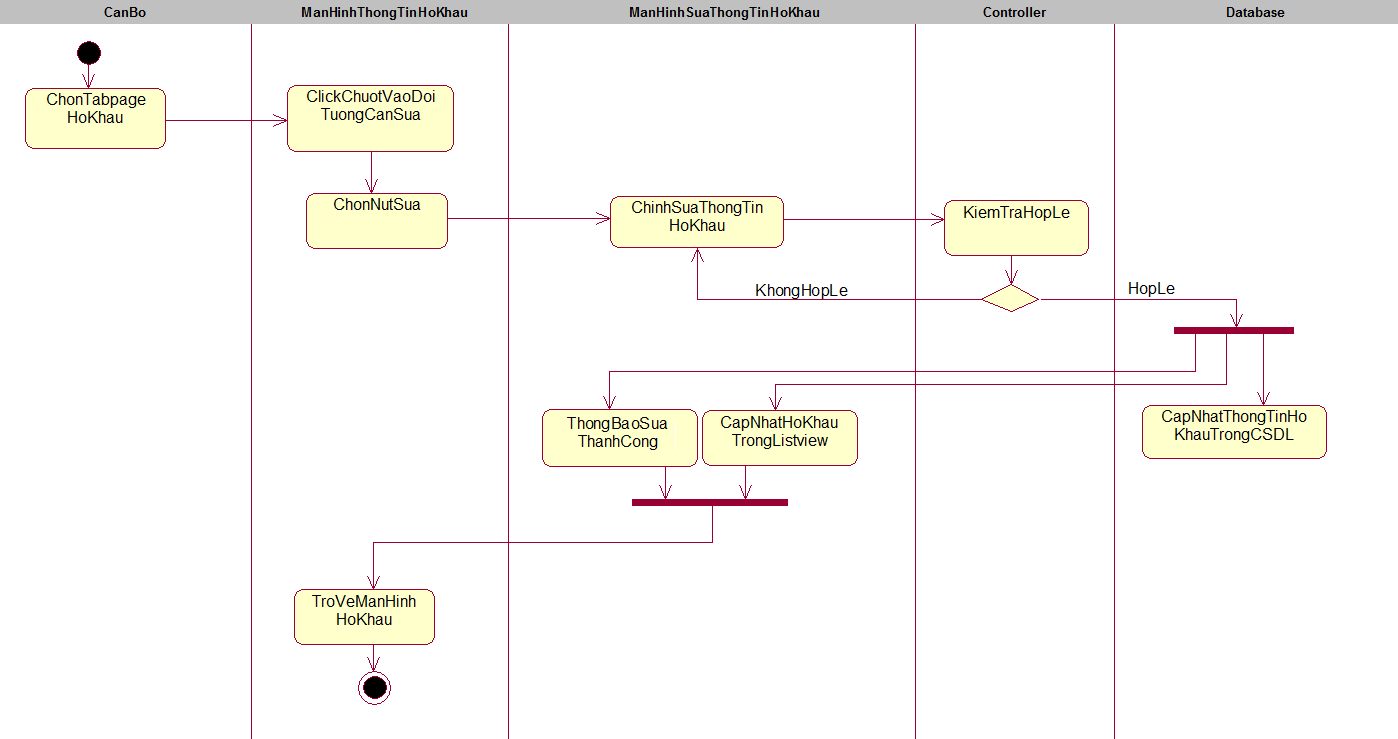 CanBo
ManHinhThongTinHoKhau
ManHinhSuaThongTinHoKhau
Controller
Database
ChonTabpage
HoKhau
ClickChuotVaoDoi
TuongCanSua
ChonNutSua
ChinhSuaThongTin
HoKhau
KiemTraHopLe
KhongHopLe
HopLe
ThongBaoSua
ThanhCong
CapNhatHoKhau
TrongListview
CapNhatThongTinHo
KhauTrongCSDL
TroVeManHinh
HoKhau